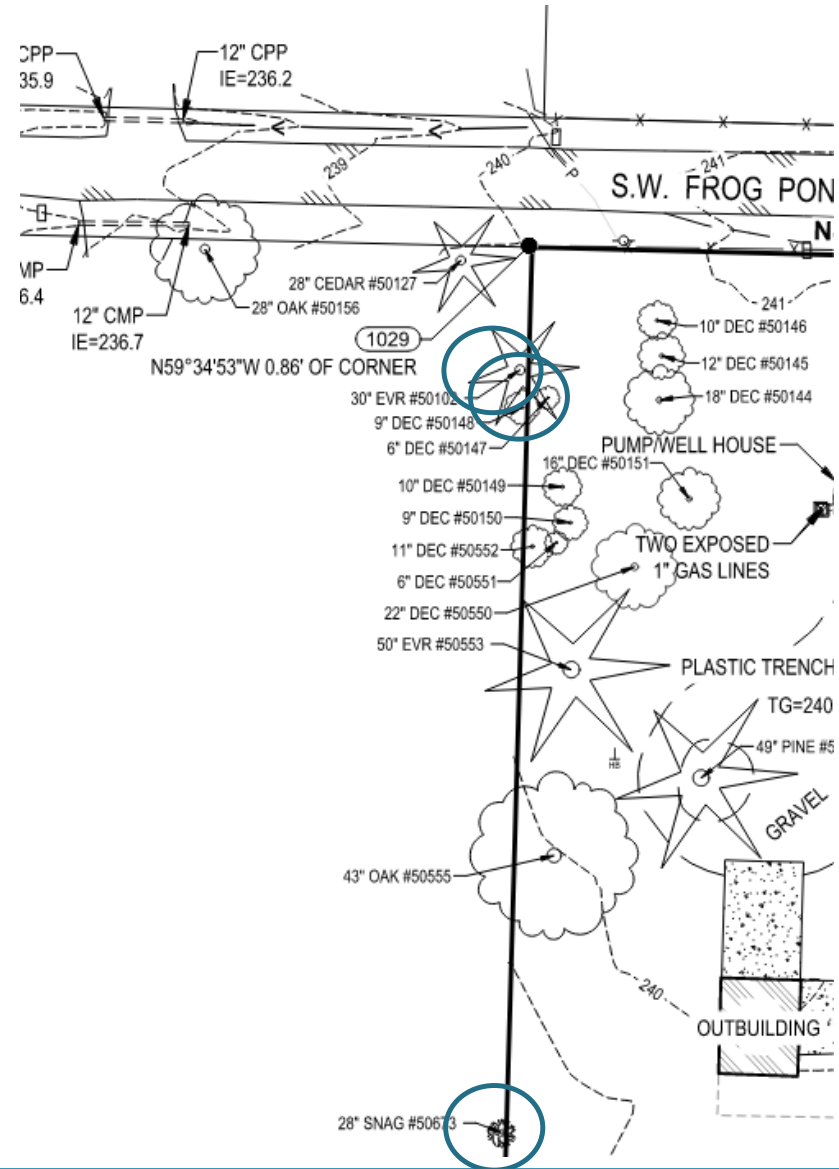 CPP
35.9
12" CPP
IE=236.2
239
240
241
S.W. FROG PON
N
MP
6.4
12" CMP
IE=236.7
28" OAK #50156
28" CEDAR #50127
1029
N59°34'53"W 0.86' OF CORNER
241
10" DEC #50146
12" DEC #50145
18" DEC #50144
30" EVR #50102
9" DEC #50148
6" DEC #50147
PUMP/WELL HOUSE
16" DEC #50151
10" DEC #50149
9" DEC #50150
11" DEC #50552
6" DEC #50551
TWO EXPOSED
1" GAS LINES
22" DEC #50550
50" EVR #50553
PLASTIC TRENCH
TG=240
49" PINE #5
HB
GRAVEL
43" OAK #50555
240
OUTBUILDING
28" SNAG #50673
P